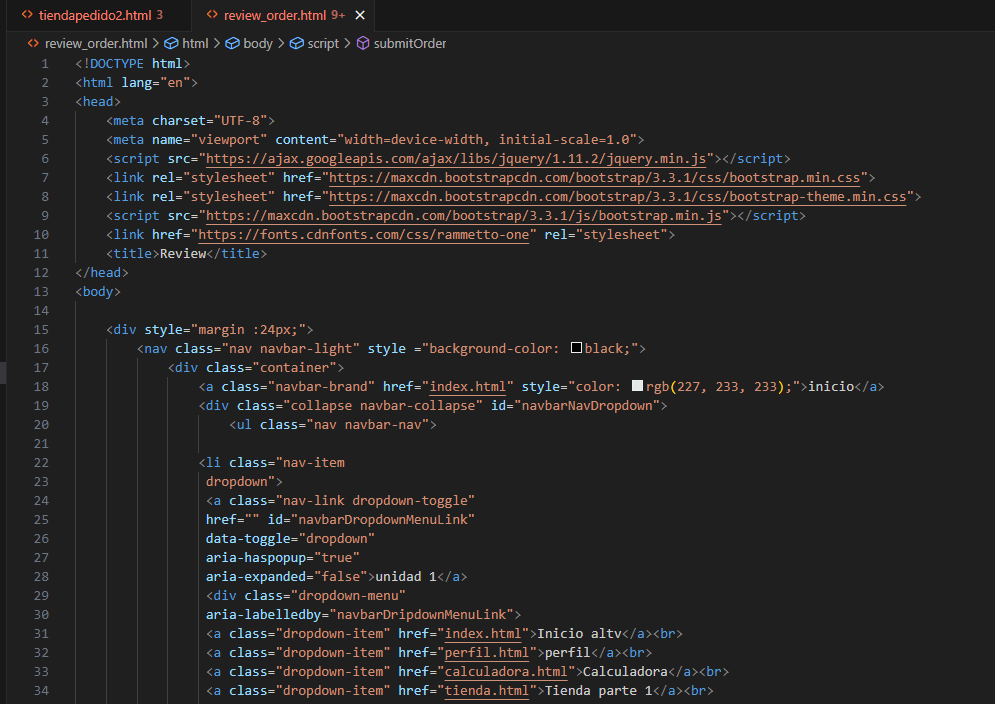 tiendapedido2.html 3 review_order.html 9+
review_order.html > html > body > script > submitOrder
1 <!DOCTYPE html>
2 <html lang="en">
3 <head>
4 <meta charset="UTF-8">
5 <meta name="viewport" content="width=device-width, initial-scale=1.0">
6 <script src="https://ajax.googleapis.com/ajax/libs/jquery/1.11.2/jquery.min.js"></script>
7 <link rel="stylesheet" href="https://maxcdn.bootstrapcdn.com/bootstrap/3.3.1/css/bootstrap.min.css">
8 <link rel="stylesheet" href="https://maxcdn.bootstrapcdn.com/bootstrap/3.3.1/css/bootstrap-theme.min.css">
9 <script src="https://maxcdn.bootstrapcdn.com/bootstrap/3.3.1/js/bootstrap.min.js"></script>
10 <link href="https://fonts.cdnfonts.com/css/rammetto-one" rel="stylesheet">
11 <title>Review</title>
12 </head>
13 <body>
14
15 <div style="margin :24px;">
16 <nav class="nav navbar-light" style ="background-color: black;">
17 <div class="container">
18 <a class="navbar-brand" href="index.html" style="color: rgb(227, 233, 233);">inicio</a>
19 <div class="collapse navbar-collapse" id="navbarNavDropdown">
20 <ul class="nav navbar-nav">
21
22 <li class="nav-item
23 dropdown">
24 <a class="nav-link dropdown-toggle"
25 href="" id="navbarDropdownMenuLink"
26 data-toggle="dropdown"
27 aria-haspopup="true"
28 aria-expanded="false">unidad 1</a>
29 <div class="dropdown-menu"
30 aria-labelledby="navbarDripdownMenuLink">
31 <a class="dropdown-item" href="index.html">Inicio altv</a><br>
32 <a class="dropdown-item" href="perfil.html">perfil</a><br>
33 <a class="dropdown-item" href="calculadora.html">Calculadora</a><br>
34 <a class="dropdown-item" href="tienda.html">Tienda parte 1</a><br>